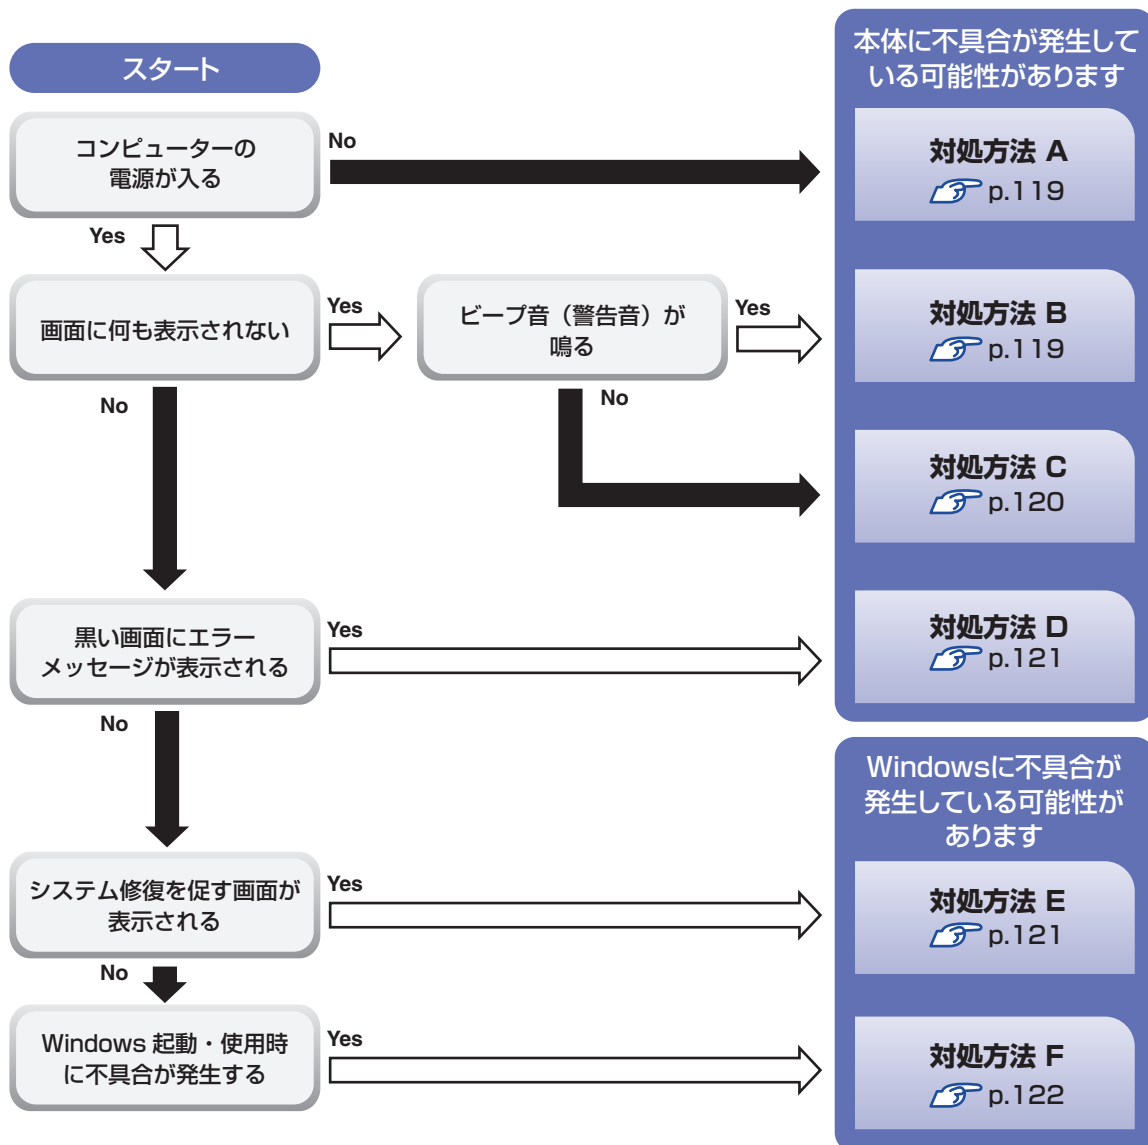 スタート
コンピューターの
電源が入る
No
Yes
画面に何も表示されない
Yes
ビープ音（警告音）が
鳴る
Yes
No
No
黒い画面にエラー
メッセージが表示される
Yes
No
システム修復を促す画面が
表示される
Yes
No
Windows 起動・使用時
に不具合が発生する
Yes
本体に不具合が発生して
いる可能性があります
対処方法 A
p.119
対処方法 B
p.119
対処方法 C
p.120
対処方法 D
p.121
Windowsに不具合が
発生している可能性が
あります
対処方法 E
p.121
対処方法 F
p.122